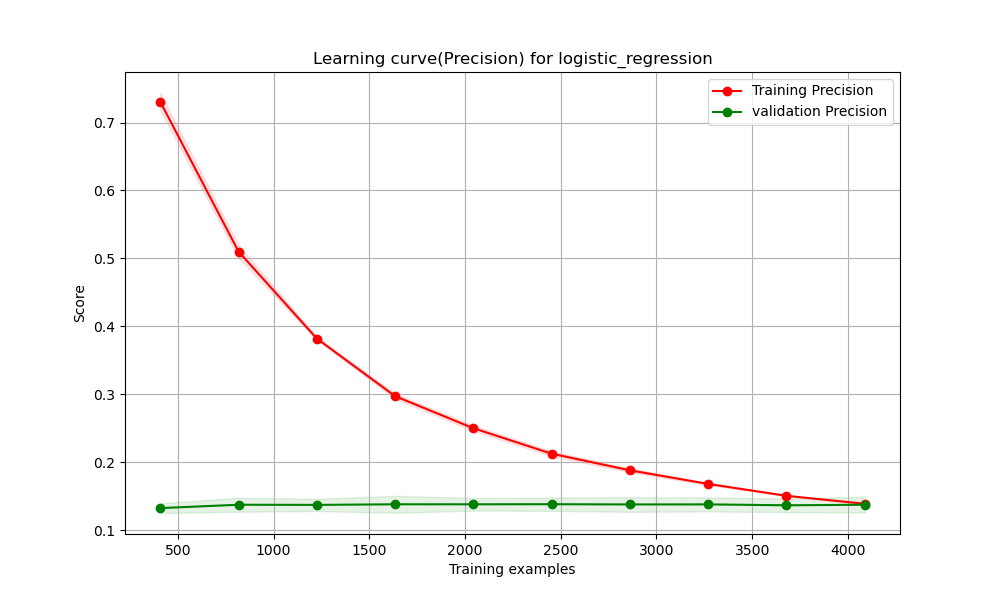 Learning curve(Precision) for logistic_regression
Training Precision
validation Precision
Score
0.7
0.6
0.5
0.4
0.3
0.2
0.1
500 1000 1500 2000 2500 3000 3500 4000
Training examples